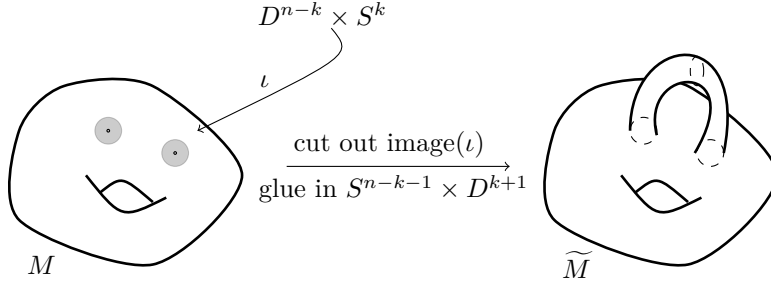 $D^{n-k} \times S^k$
$\iota$
cut out image($\iota$)
glue in $S^{n-k-1} \times D^{k+1}$
$M$
$\widetilde{M}$